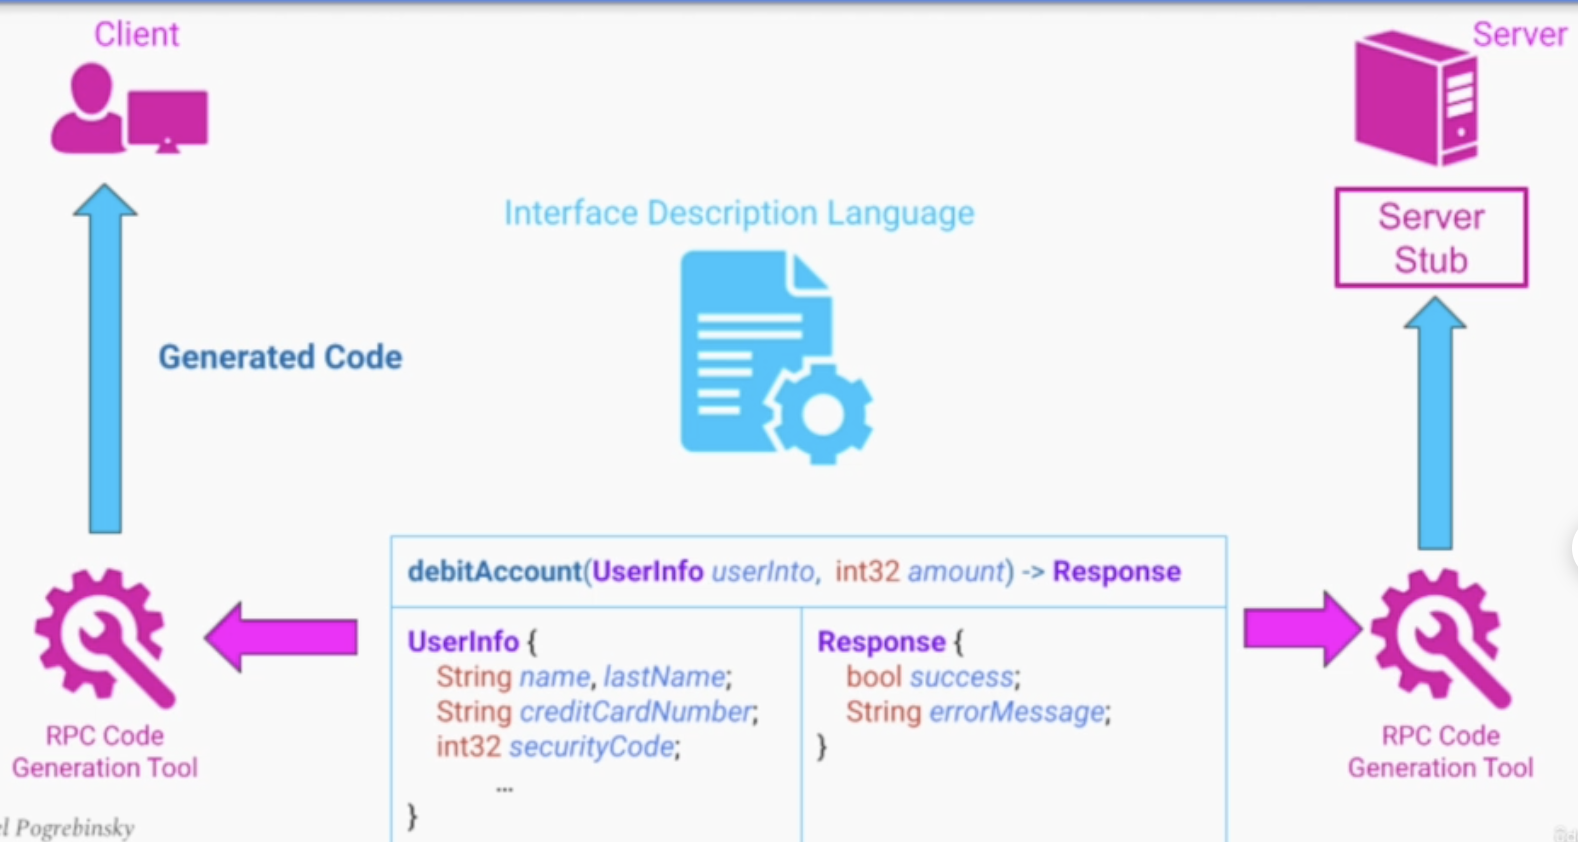 Client
Server
Server
Stub
Interface Description Language
Generated Code
debitAccount(UserInfo userInto, int32 amount) -> Response
UserInfo {
String name, lastName;
String creditCardNumber;
int32 securityCode;
...
}
Response {
bool success;
String errorMessage;
}
RPC Code
Generation Tool
RPC Code
Generation Tool
el Pogrebinsky